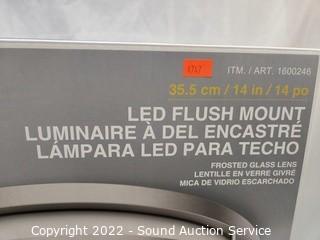 4767
ITM. / ART. 1600246
35.5 cm / 14 in / 14 po
LED FLUSH MOUNT
LUMINAIRE À DEL ENCASTRÉ
LÁMPARA LED PARA TECHO
FROSTED GLASS LENS
LENTILLE EN VERRE GIVRÉ
MICA DE VIDRIO ESCARCHADO
Copyright 2022 - Sound Auction Service